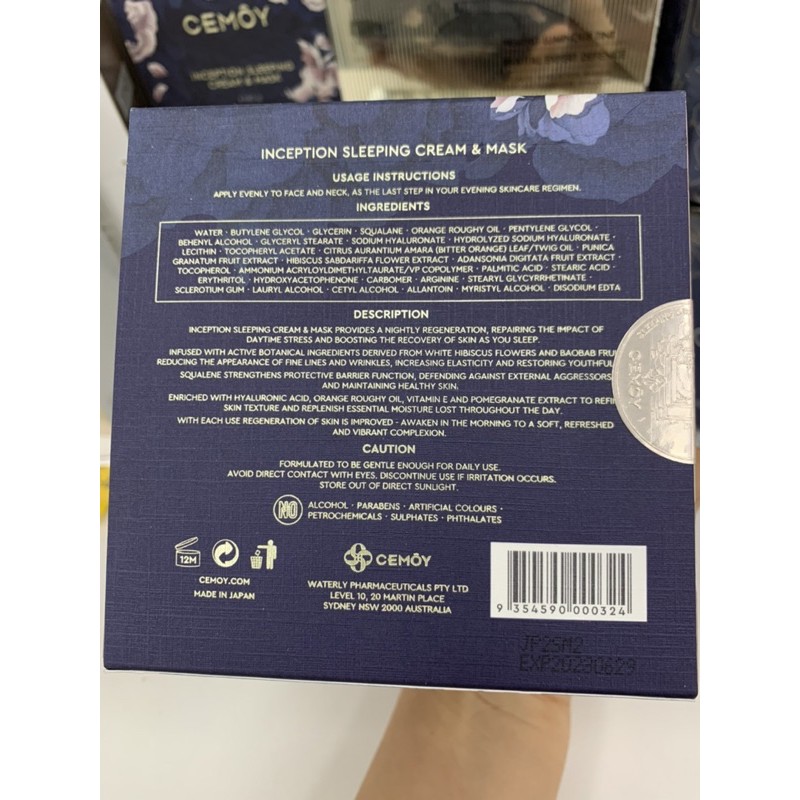 CEMÔY
INCEPTION SLEEPING
CREAM & MASK
INCEPTION SLEEPING CREAM & MASK
USAGE INSTRUCTIONS
APPLY EVENLY TO FACE AND NECK, AS THE LAST STEP IN YOUR EVENING SKINCARE REGIMEN.
INGREDIENTS
WATER · BUTYLENE GLYCOL · GLYCERIN · SQUALANE · ORANGE ROUGHY OIL · PENTYLENE GLYCOL ·
BEHENYL ALCOHOL · GLYCERYL STEARATE · SODIUM HYALURONATE · HYDROLYZED SODIUM HYALURONATE ·
LECITHIN · TOCOPHERYL ACETATE · CITRUS AURANTIUM AMARA (BITTER ORANGE) LEAF/TWIG OIL · PUNICA
GRANATUM FRUIT EXTRACT · HIBISCUS SABDARIFFA FLOWER EXTRACT · ADANSONIA DIGITATA FRUIT EXTRACT ·
TOCOPHEROL · AMMONIUM ACRYLOYLDIMETHYLTAURATE/VP COPOLYMER · PALMITIC ACID · STEARIC ACID ·
ERYTHRITOL · HYDROXYACETOPHENONE · CARBOMER · ARGININE · STEARYL GLYCYRRHETINATE ·
SCLEROTIUM GUM · LAURYL ALCOHOL · CETYL ALCOHOL · ALLANTOIN · MYRISTYL ALCOHOL · DISODIUM EDTA
DESCRIPTION
INCEPTION SLEEPING CREAM & MASK PROVIDES A NIGHTLY REGENERATION, REPAIRING THE IMPACT OF
DAYTIME STRESS AND BOOSTING THE RECOVERY OF SKIN AS YOU SLEEP.
INFUSED WITH ACTIVE BOTANICAL INGREDIENTS DERIVED FROM WHITE HIBISCUS FLOWERS AND BAOBAB FRU
REDUCING THE APPEARANCE OF FINE LINES AND WRINKLES, INCREASING ELASTICITY AND RESTORING YOUTHFUL
SQUALENE STRENGTHENS PROTECTIVE BARRIER FUNCTION, DEFENDING AGAINST EXTERNAL AGGRESSORS
AND MAINTAINING HEALTHY SKIN.
ENRICHED WITH HYALURONIC ACID, ORANGE ROUGHY OIL, VITAMIN E AND POMEGRANATE EXTRACT TO REFI
SKIN TEXTURE AND REPLENISH ESSENTIAL MOISTURE LOST THROUGHOUT THE DAY.
WITH EACH USE REGENERATION OF SKIN IS IMPROVED - AWAKEN IN THE MORNING TO A SOFT, REFRESHED
AND VIBRANT COMPLEXION.
CAUTION
FORMULATED TO BE GENTLE ENOUGH FOR DAILY USE.
AVOID DIRECT CONTACT WITH EYES. DISCONTINUE USE IF IRRITATION OCCURS.
STORE OUT OF DIRECT SUNLIGHT.
NO ALCOHOL · PARABENS · ARTIFICIAL COLOURS ·
PETROCHEMICALS · SULPHATES · PHTHALATES
12M
CEMOY.COM
MADE IN JAPAN
CEMÔY
WATERLY PHARMACEUTICALS PTY LTD
LEVEL 10, 20 MARTIN PLACE
SYDNEY NSW 2000 AUSTRALIA
9 354590 000324
JP25M2
EXP20280629
CEMOY